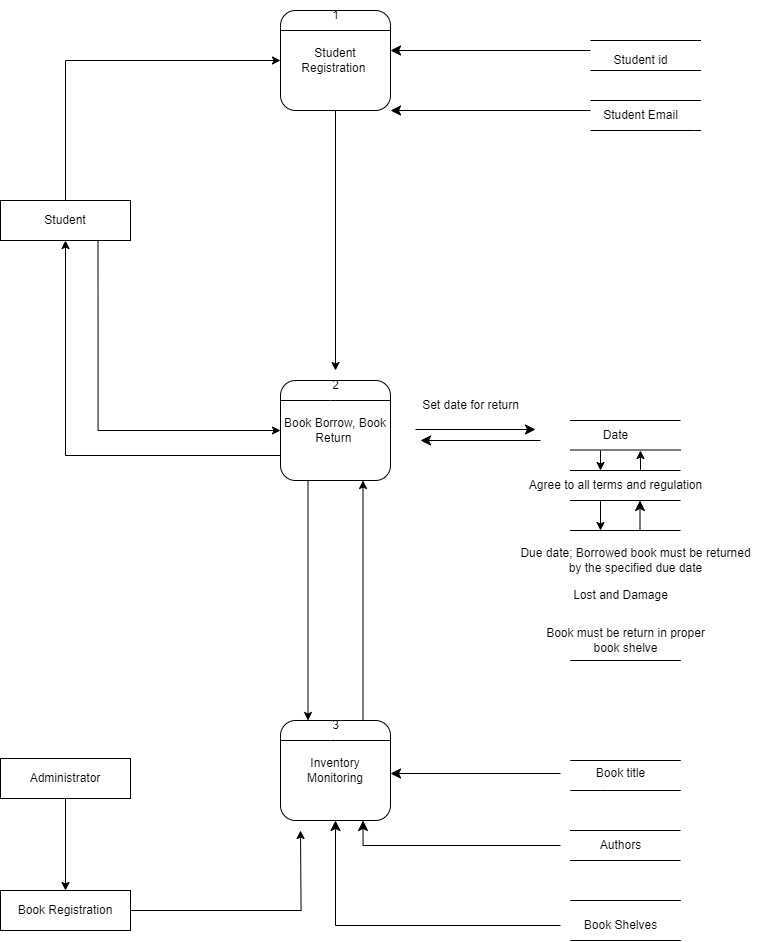 1
Student
Registration
Student id
Student Email
Student
2
Book Borrow, Book
Return
Set date for return
Date
Agree to all terms and regulation
Due date; Borrowed book must be returned
by the specified due date
Lost and Damage
Book must be return in proper
book shelve
3
Inventory
Monitoring
Administrator
Book title
Authors
Book Registration
Book Shelves